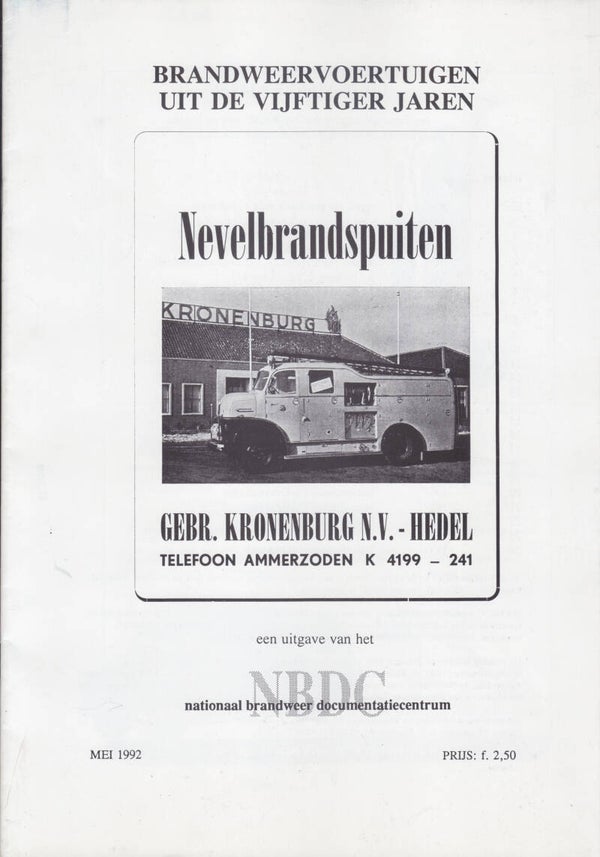 BRANDWEERVOERTUIGEN
UIT DE VIJFTIGER JAREN
Nevelbrandspuiten
KRONENBURG
GEBR. KRONENBURG N.V. - HEDEL
TELEFOON AMMERZODEN K 4199 – 241
een uitgave van het
NBDC
nationaal brandweer documentatiecentrum
MEI 1992
PRIJS: f. 2,50